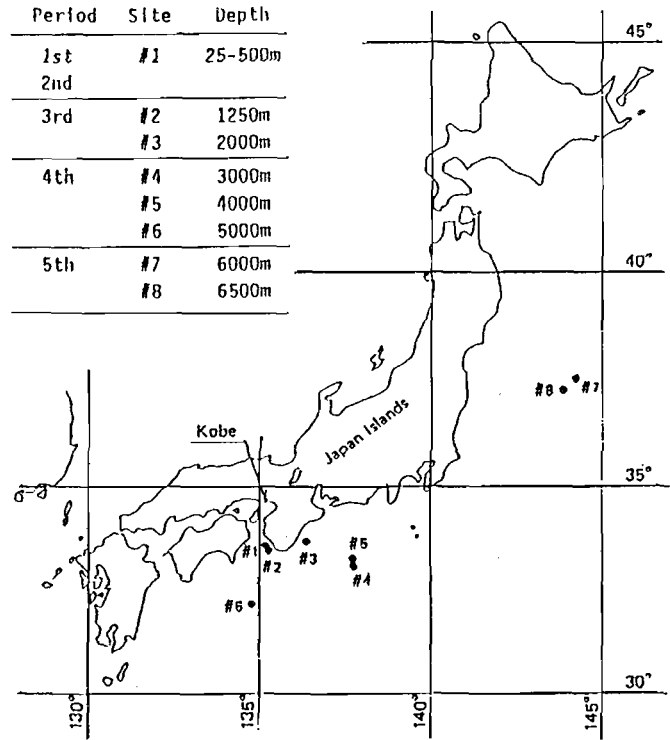 Period Site Depth
1st #1 25-500m
2nd
3rd #2 1250m
#3 2000m
4th #4 3000m
#5 4000m
#6 5000m
5th #7 6000m
#8 6500m
45°
40°
#8 #7
Kobe
Japan Islands
35°
#1 #2 #3 #5
#4
#6
30°
130° 135° 140° 145°